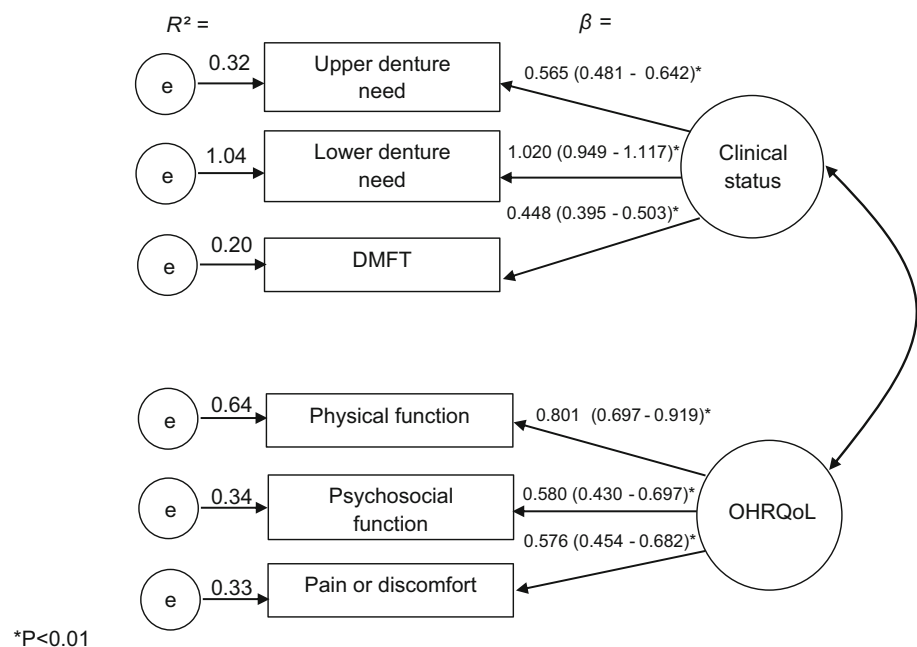 R² =
β =
e
0.32
Upper denture
need
0.565 (0.481 - 0.642)*
e
1.04
Lower denture
need
1.020 (0.949 - 1.117)*
Clinical
status
e
0.20
DMFT
0.448 (0.395 - 0.503)*
e
0.64
Physical function
0.801 (0.697 - 0.919)*
e
0.34
Psychosocial
function
0.580 (0.430 - 0.697)*
OHRQoL
e
0.33
Pain or discomfort
0.576 (0.454 - 0.682)*
*P<0.01